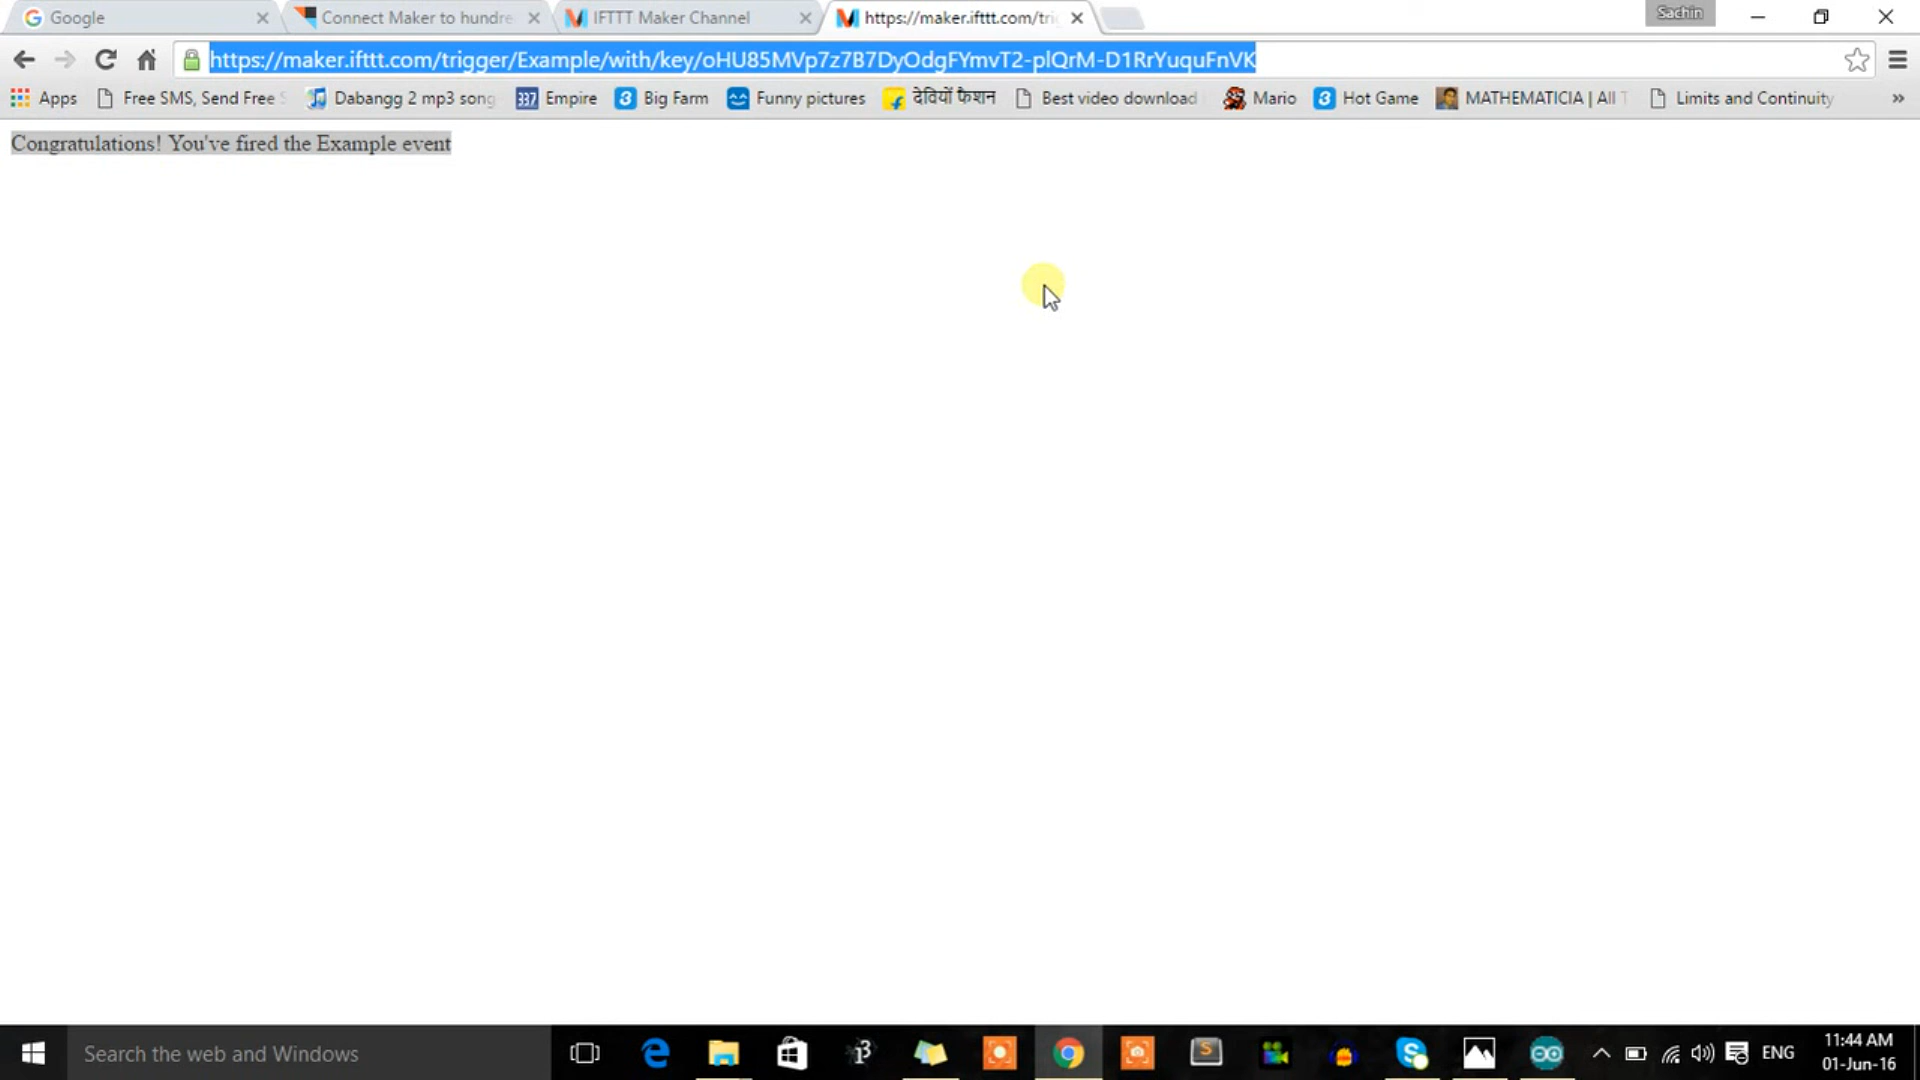 Google
Connect Maker to hundre
IFTTT Maker Channel
https://maker.ifttt.com/tri
Sachin
https://maker.ifttt.com/trigger/Example/with/key/oHU85MVp7z7B7DyOdgFYmvT2-plQrM-D1RrYuquFnVK
Apps
Free SMS, Send Free S
Dabangg 2 mp3 song
337 Empire
3 Big Farm
Funny pictures
देवियों फैशन
Best video download
Mario
3 Hot Game
MATHEMATICIA | All T
Limits and Continuity
»
Congratulations! You've fired the Example event
Search the web and Windows
ENG
11:44 AM
01-Jun-16